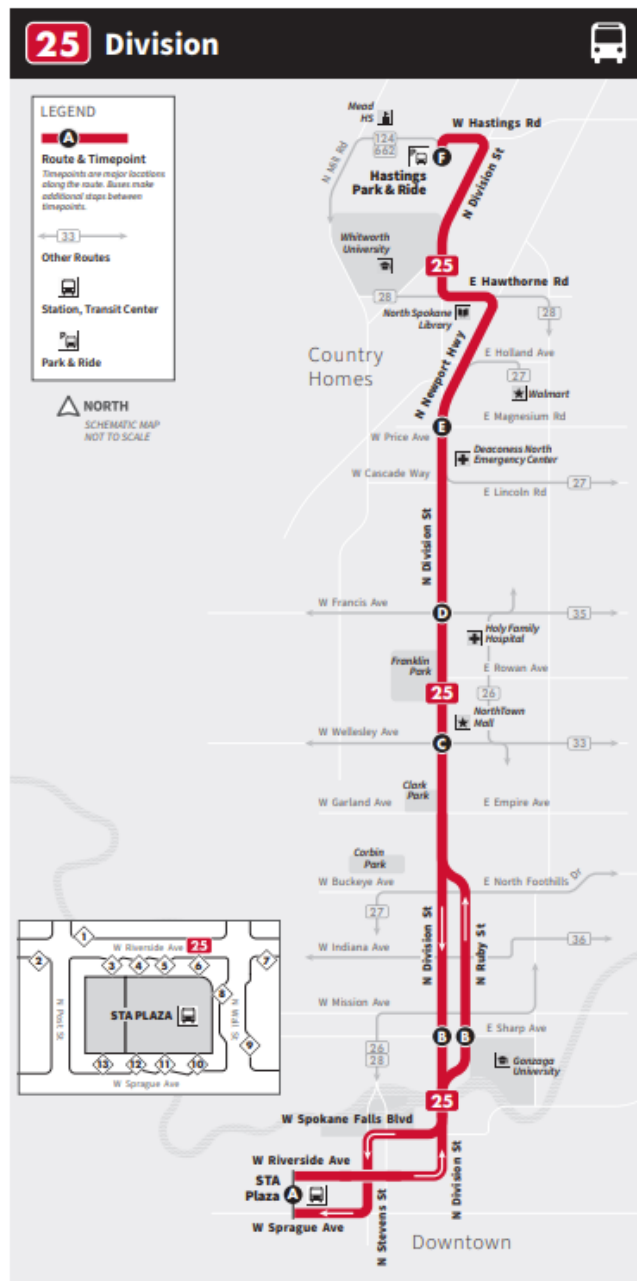 25 Division
LEGEND
A
Route & Timepoint
Timepoints are major locations
along the route. Buses make
additional stops between
timepoints.
33
Other Routes
Station, Transit Center
P
Park & Ride
NORTH
SCHEMATIC MAP
NOT TO SCALE
Mead
HS
W Hastings Rd
124
662
N Mill Rd
P
F
Hastings
Park & Ride
N Division St
Whitworth
University
25
E Hawthorne Rd
28
28
North Spokane
Library
Country
Homes
N Newport Hwy
E Holland Ave
27
Walmart
E Magnesium Rd
E
W Price Ave
Deaconess North
Emergency Center
W Cascade Way
27
E Lincoln Rd
N Division St
W Francis Ave
D
35
Holy Family
Hospital
Franklin
Park
E Rowan Ave
25
26
NorthTown
Mall
W Wellesley Ave
C
33
Clark
Park
W Garland Ave
E Empire Ave
Corbin
Park
W Buckeye Ave
E North Foothills Dr
27
N Division St
N Ruby St
36
W Indiana Ave
W Mission Ave
E Sharp Ave
B
B
26
28
Gonzaga
University
25
W Spokane Falls Blvd
W Riverside Ave
STA
Plaza
A
W Sprague Ave
N Stevens St
N Division St
Downtown
1
W Riverside Ave 25
2
3
4
5
6
7
N Post St
STA PLAZA
8
N Wall St
9
13
12
11
10
W Sprague Ave